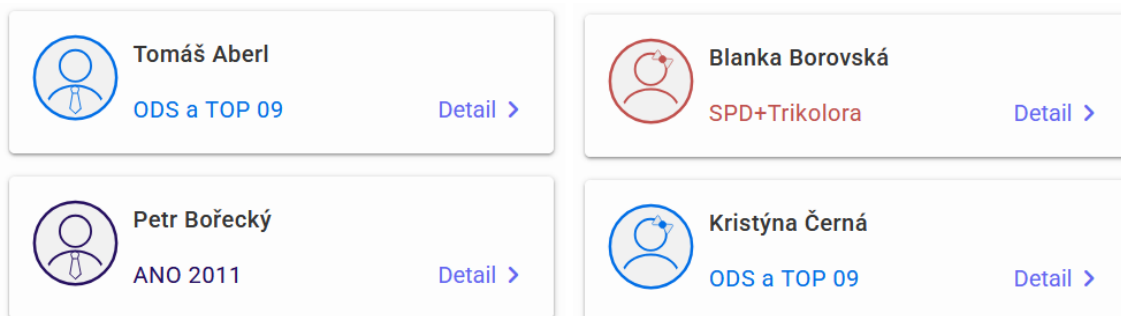 Tomáš Aberl
ODS a TOP 09
Detail
Blanka Borovská
SPD+Trikolora
Detail
Petr Bořecký
ANO 2011
Detail
Kristýna Černá
ODS a TOP 09
Detail